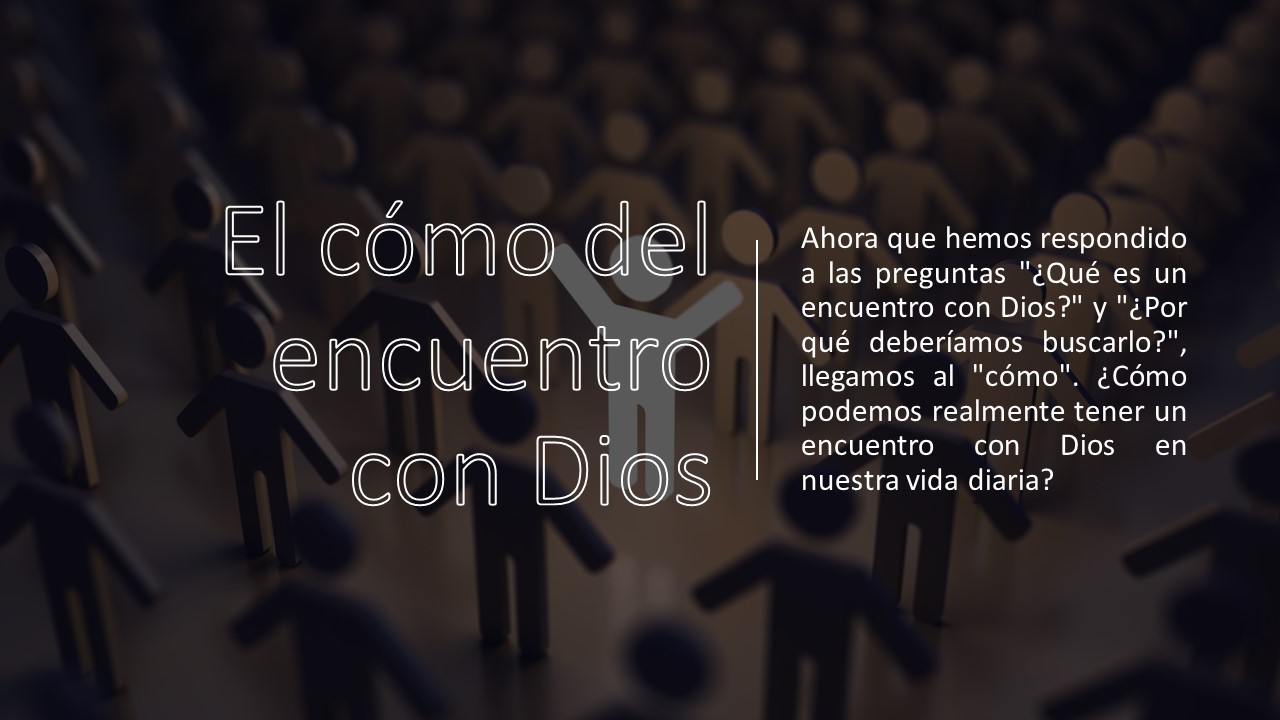 El cómo del
encuentro
con Dios
Ahora que hemos respondido
a las preguntas "¿Qué es un
encuentro con Dios?" y "¿Por
qué deberíamos buscarlo?",
llegamos al "cómo". ¿Cómo
podemos realmente tener un
encuentro con Dios en
nuestra vida diaria?